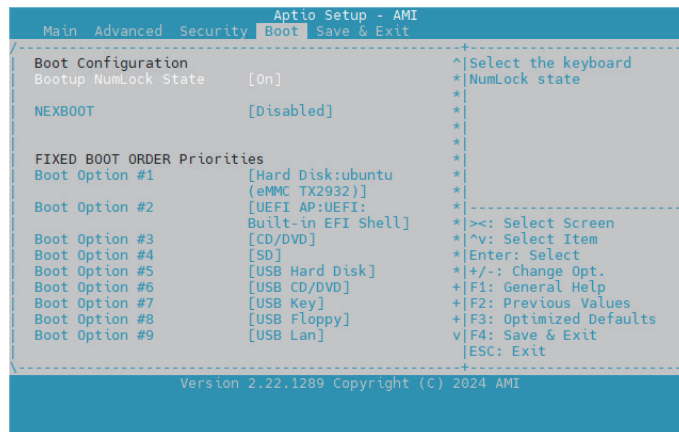 Aptio Setup - AMI
Main Advanced Security Boot Save & Exit
/-----------------------------------------------------+--------------------------
Boot Configuration ^|Select the keyboard
Bootup NumLock State [On] *|NumLock state
*|
NEXBOOT [Disabled] *|
*|
*|
FIXED BOOT ORDER Priorities *|
Boot Option #1 [Hard Disk:ubuntu *|
(eMMC TX2932)] *|
Boot Option #2 [UEFI AP:UEFI: *|--------------------------
Built-in EFI Shell] *|><: Select Screen
Boot Option #3 [CD/DVD] *|^v: Select Item
Boot Option #4 [SD] *|Enter: Select
Boot Option #5 [USB Hard Disk] *|+/-: Change Opt.
Boot Option #6 [USB CD/DVD] +|F1: General Help
Boot Option #7 [USB Key] +|F2: Previous Values
Boot Option #8 [USB Floppy] +|F3: Optimized Defaults
Boot Option #9 [USB Lan] v|F4: Save & Exit
|ESC: Exit
\-----------------------------------------------------+--------------------------
Version 2.22.1289 Copyright (C) 2024 AMI